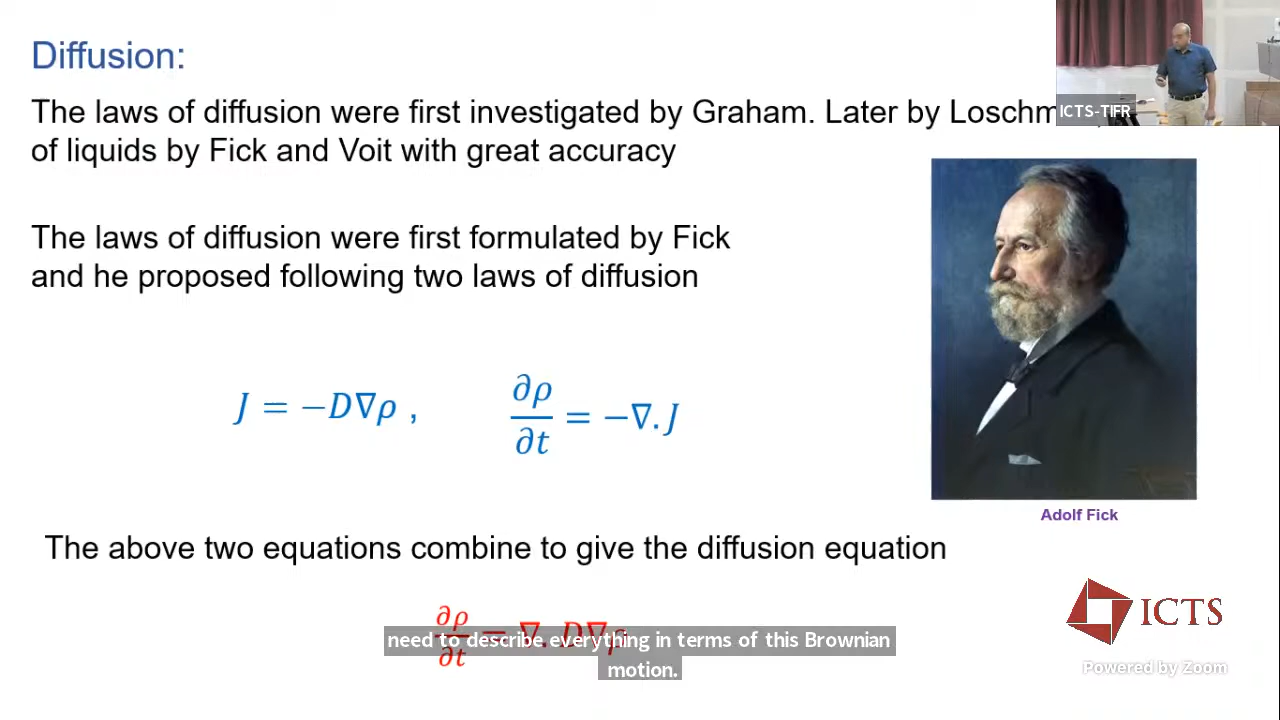 Diffusion:
The laws of diffusion were first investigated by Graham. Later by
of liquids by Fick and Voit with great accuracy
ICTS-TIFR
The laws of diffusion were first formulated by Fick
and he proposed following two laws of diffusion
J = −D∇ρ ,
∂ρ/∂t = −∇.J
Adolf Fick
The above two equations combine to give the diffusion equation
∂ρ/∂t = ∇.D∇ρ
need to describe everything in terms of this Brownian
motion.
ICTS
Powered by Zoom